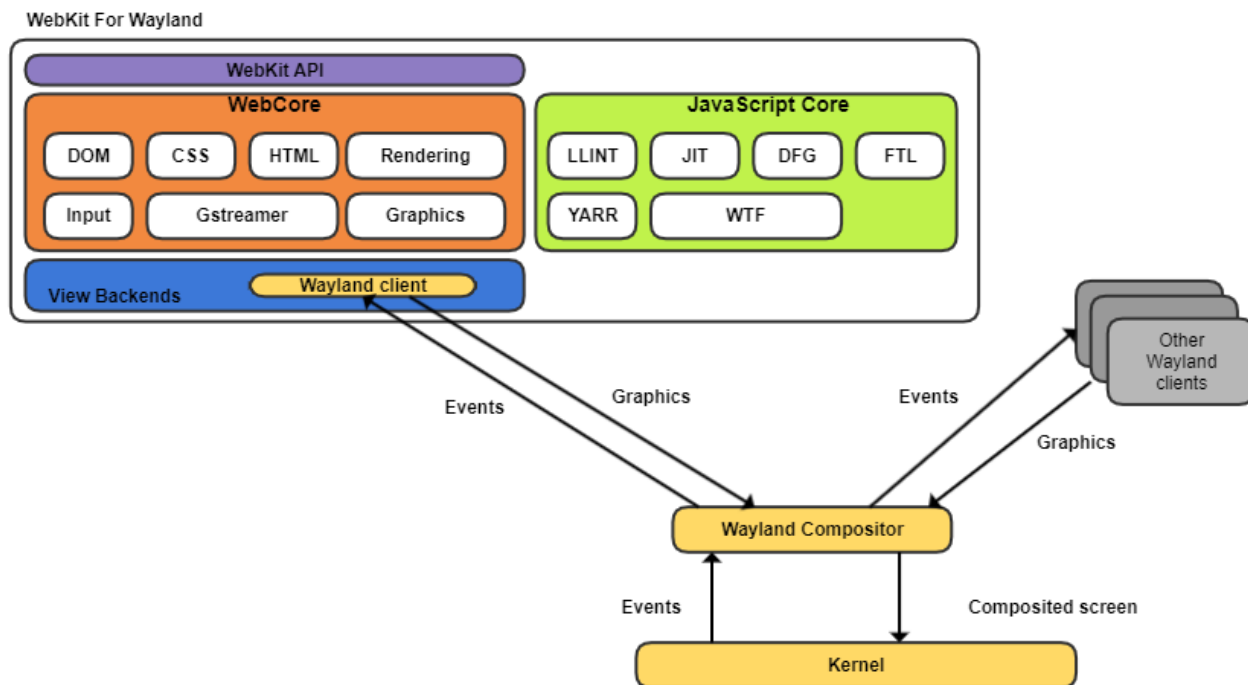 WebKit For Wayland
WebKit API
WebCore
JavaScript Core
DOM
CSS
HTML
Rendering
LLINT
JIT
DFG
FTL
Input
Gstreamer
Graphics
YARR
WTF
Wayland client
View Backends
Other
Wayland
clients
Events
Graphics
Events
Graphics
Wayland Compositor
Events
Composited screen
Kernel